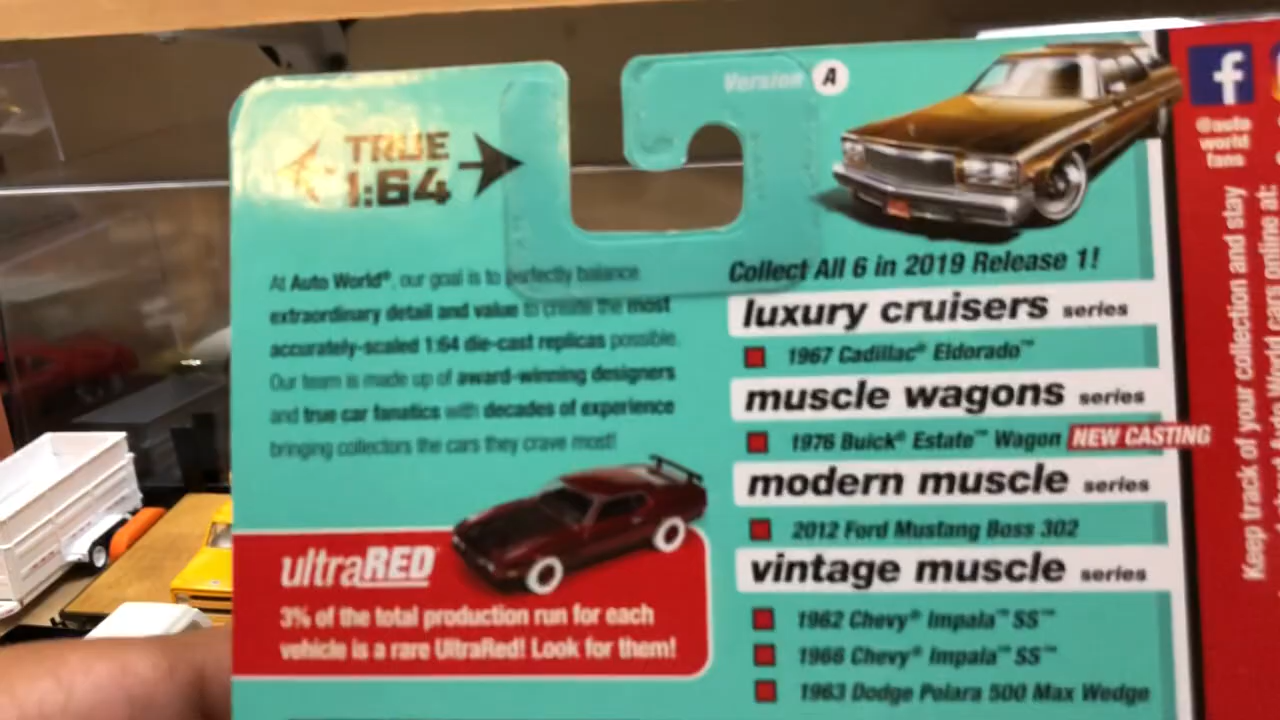 TRUE
1:64
Version A
At Auto World®, our goal is to perfectly balance
extraordinary detail and value to create the most
accurately-scaled 1:64 die-cast replicas possible.
Our team is made up of award-winning designers
and true car fanatics with decades of experience
bringing collectors the cars they crave most!
ultraRED
3% of the total production run for each
vehicle is a rare UltraRed! Look for them!
Collect All 6 in 2019 Release 1!
luxury cruisers series
1967 Cadillac® Eldorado™
muscle wagons series
1976 Buick® Estate™ Wagon NEW CASTING
modern muscle series
2012 Ford Mustang Boss 302
vintage muscle series
1962 Chevy® Impala™ SS™
1966 Chevy® Impala™ SS™
1963 Dodge Polara 500 Max Wedge
f
@auto
world
fans
Keep track of your collection and stay
Auto World cars online at: